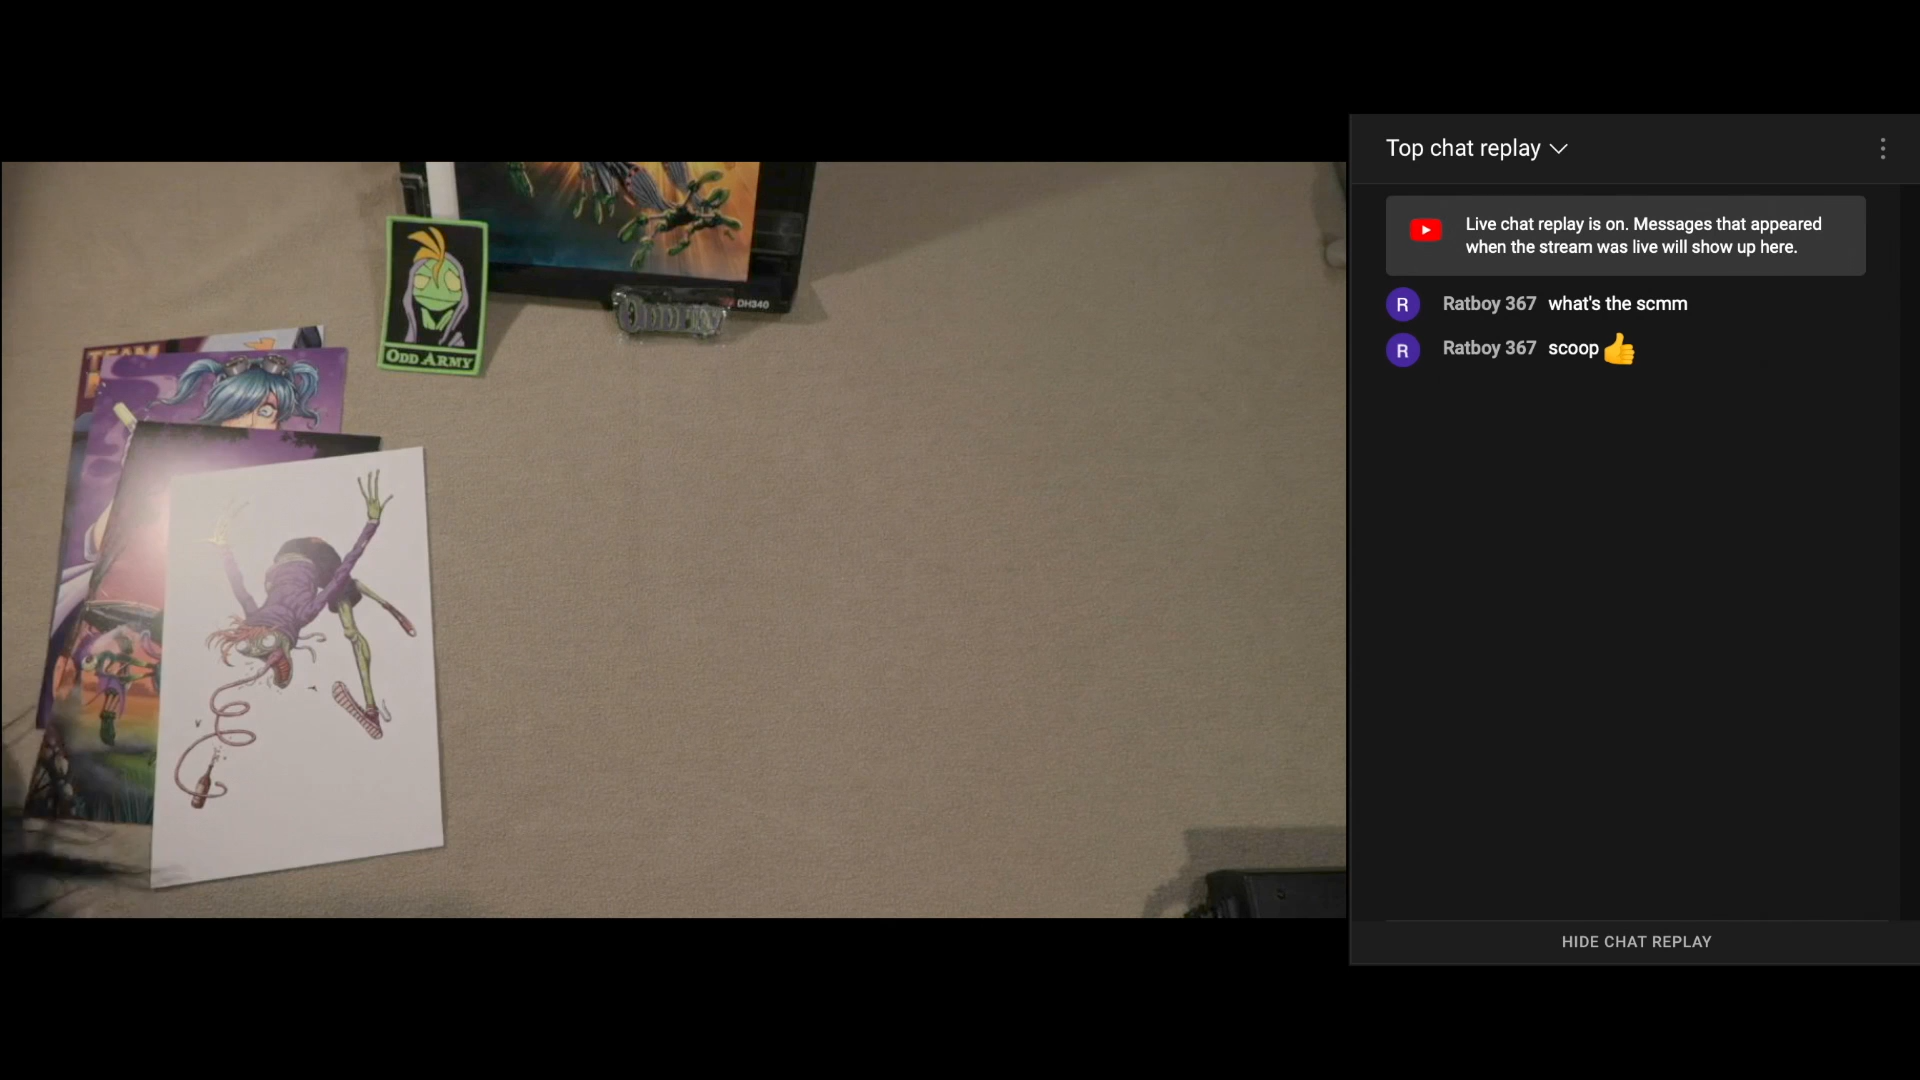 TEAM
ODD ARMY
DH340
Top chat replay
Live chat replay is on. Messages that appeared
when the stream was live will show up here.
R Ratboy 367 what's the scmm
R Ratboy 367 scoop 👍
HIDE CHAT REPLAY